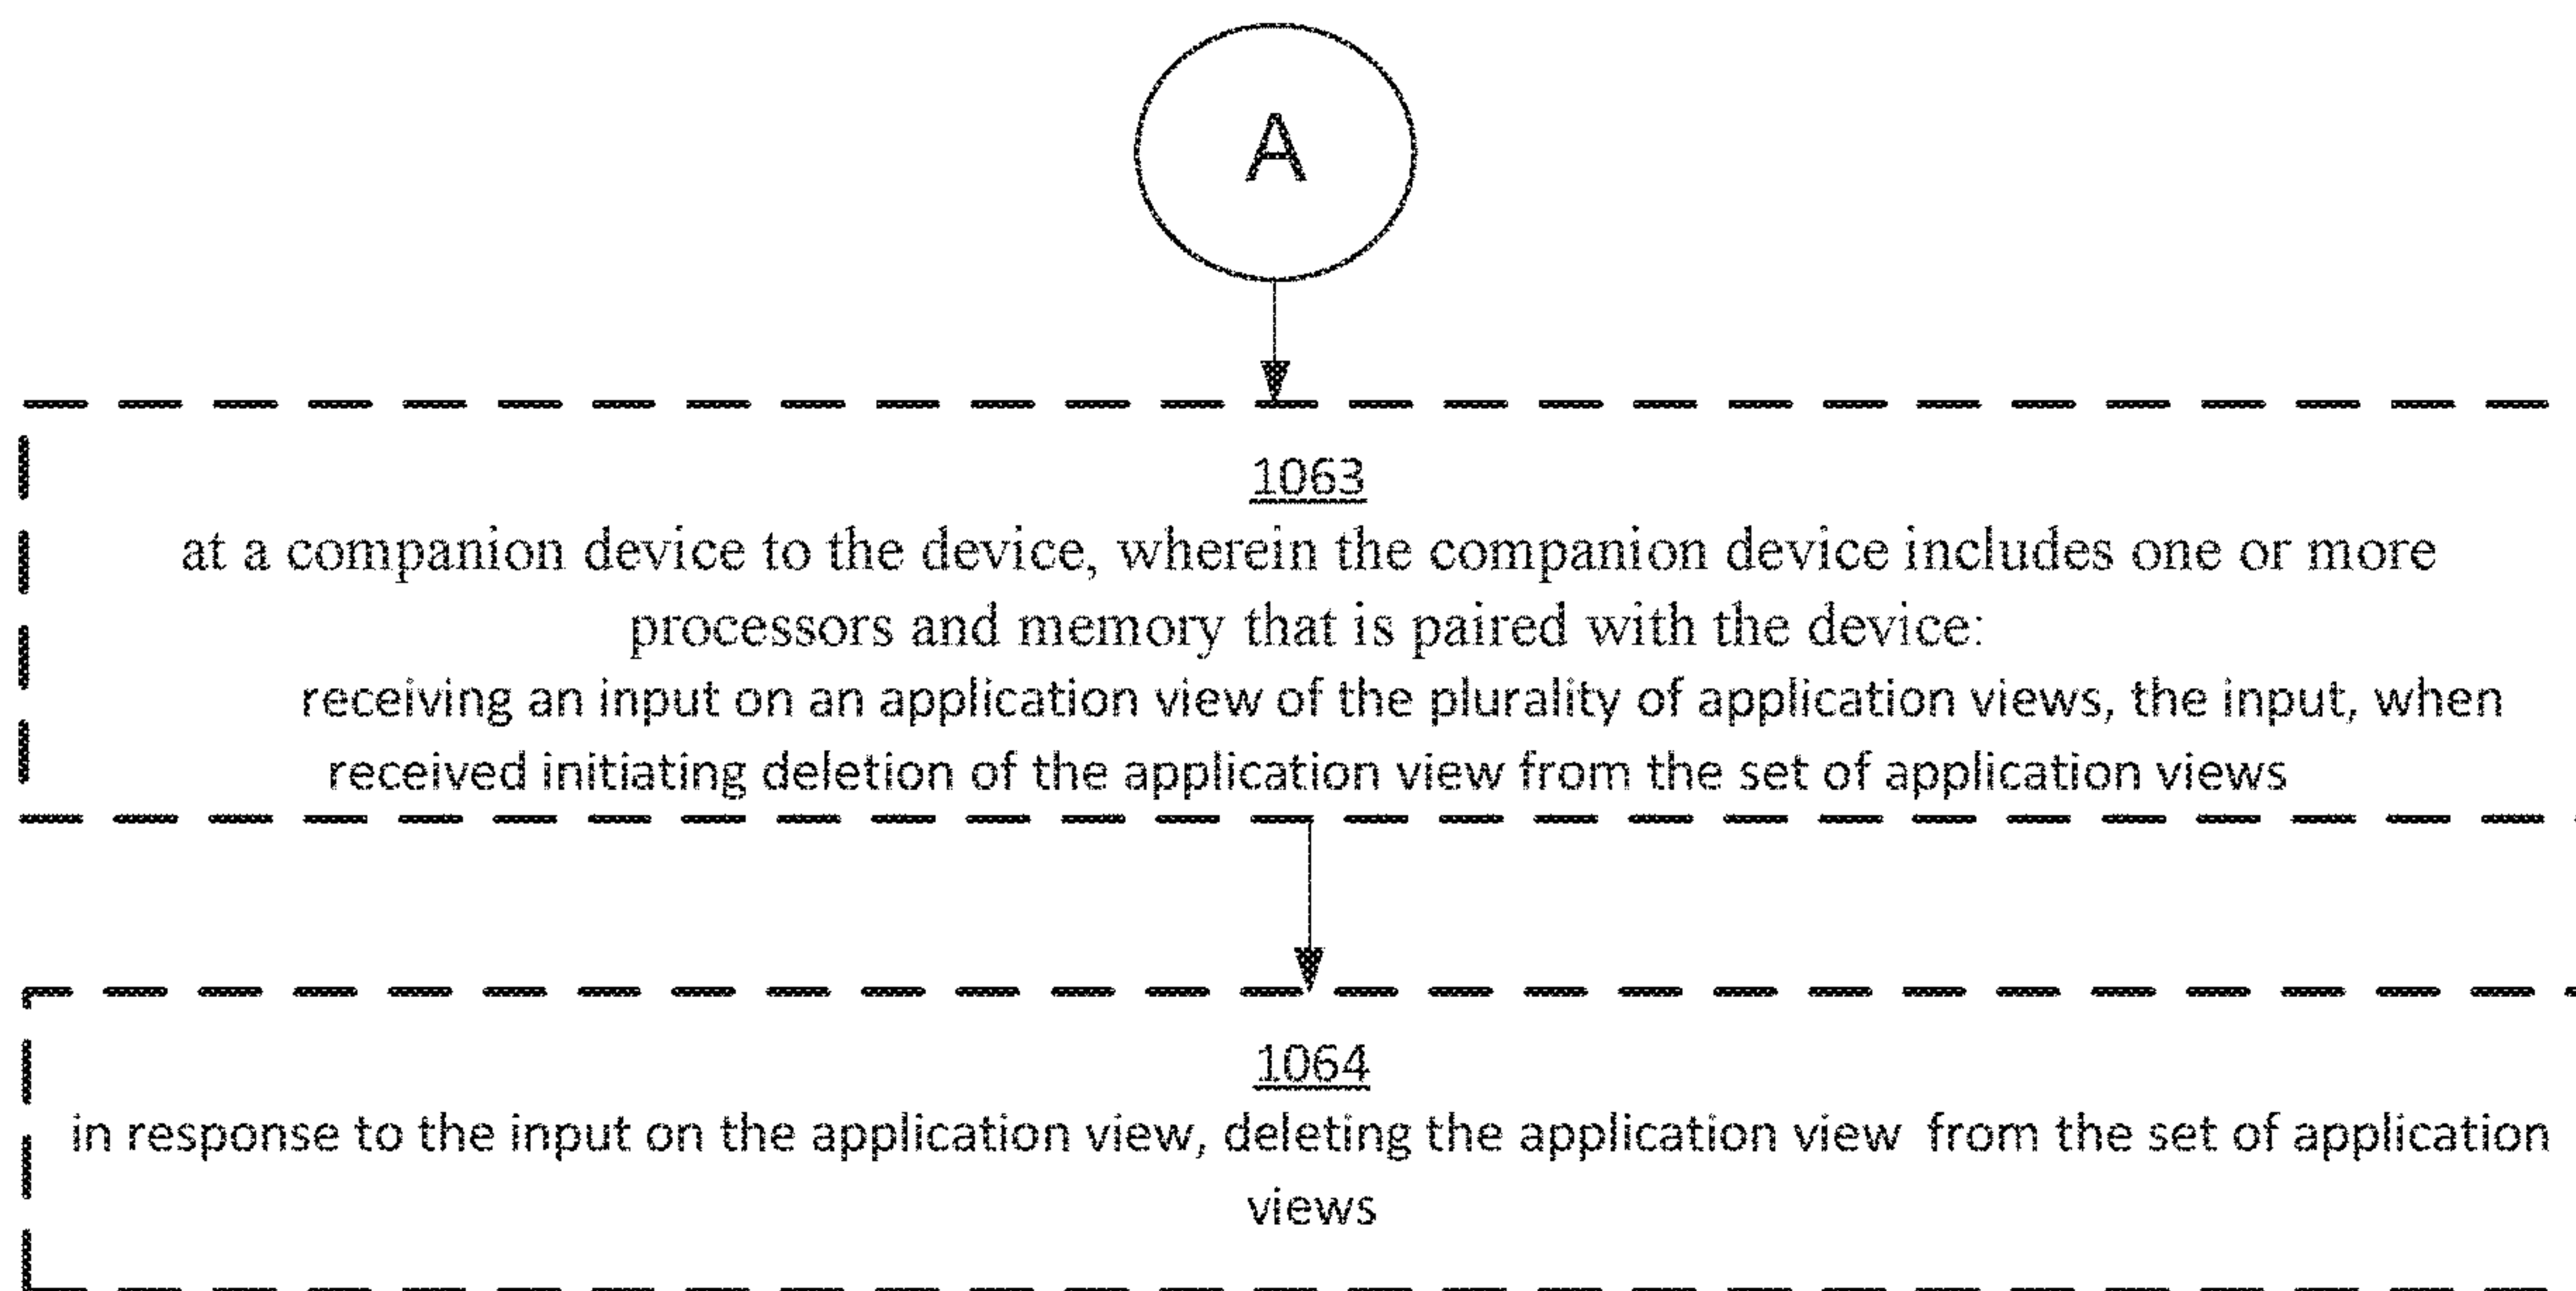 A
1063
at a companion device to the device, wherein the companion device includes one or more
processors and memory that is paired with the device:
receiving an input on an application view of the plurality of application views, the input, when
received initiating deletion of the application view from the set of application views
1064
in response to the input on the application view, deleting the application view from the set of application
views